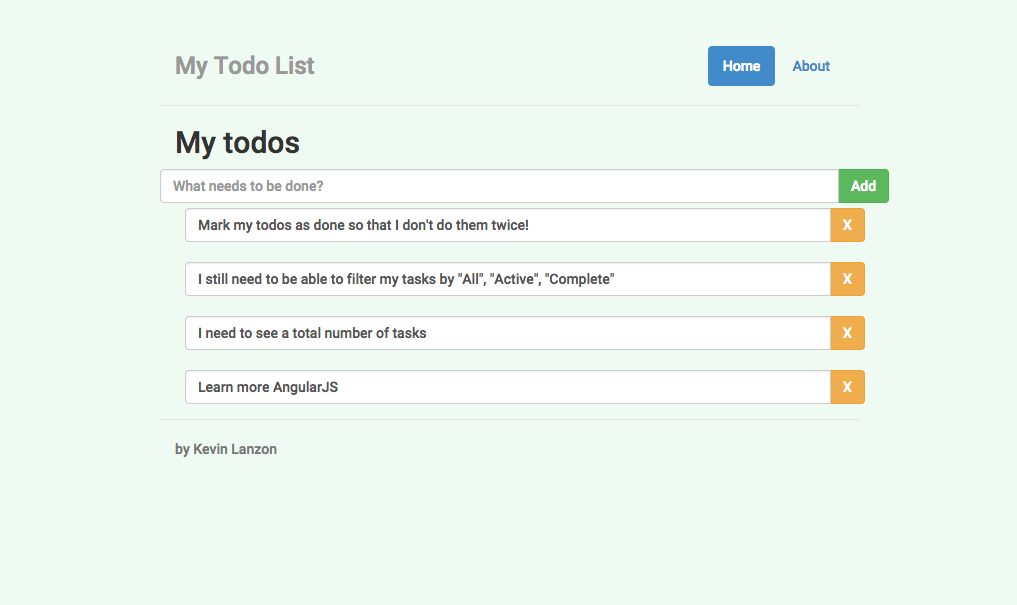 My Todo List
Home
About
My todos
What needs to be done?
Add
Mark my todos as done so that I don't do them twice!
X
I still need to be able to filter my tasks by "All", "Active", "Complete"
X
I need to see a total number of tasks
X
Learn more AngularJS
X
by Kevin Lanzon